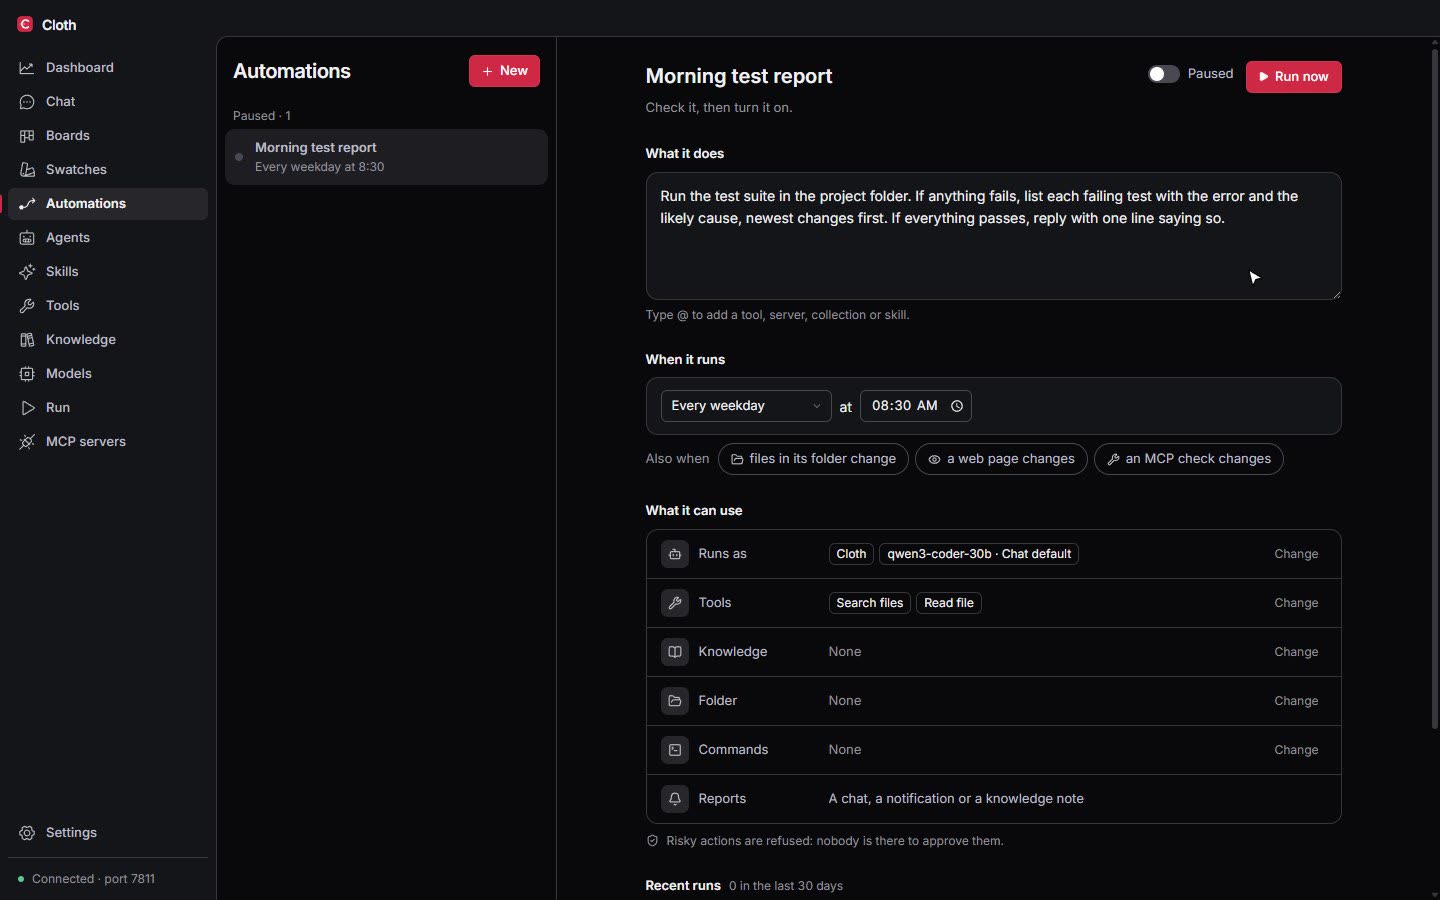 Cloth
Dashboard
Chat
Boards
Swatches
Automations
Agents
Skills
Tools
Knowledge
Models
Run
MCP servers
Settings
Connected · port 7811
Automations
New
Paused · 1
Morning test report
Every weekday at 8:30
Morning test report
Paused
Run now
Check it, then turn it on.
What it does
Run the test suite in the project folder. If anything fails, list each failing test with the error and the
likely cause, newest changes first. If everything passes, reply with one line saying so.
Type @ to add a tool, server, collection or skill.
When it runs
Every weekday at 08:30 AM
Also when files in its folder change a web page changes an MCP check changes
What it can use
Runs as Cloth qwen3-coder-30b · Chat default Change
Tools Search files Read file Change
Knowledge None Change
Folder None Change
Commands None Change
Reports A chat, a notification or a knowledge note
Risky actions are refused: nobody is there to approve them.
Recent runs 0 in the last 30 days